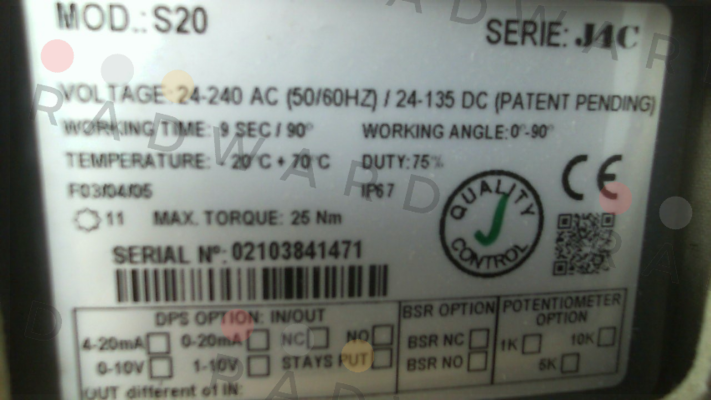 MOD.: S20
SERIE: J4C
VOLTAGE: 24-240 AC (50/60HZ) / 24-135 DC (PATENT PENDING)
WORKING TIME: 9 SEC / 90° WORKING ANGLE: 0°-90°
TEMPERATURE: - 20°C + 70°C DUTY: 75%
F03/04/05 IP67
11 MAX. TORQUE: 25 Nm
QUALITY CONTROL
CE
SERIAL Nº: 02103841471
DPS OPTION: IN/OUT
4-20mA 0-20mA NC NO
0-10V 1-10V STAYS PUT
OUT different of IN:
BSR OPTION
BSR NC
BSR NO
POTENTIOMETER
OPTION
1K 10K
5K
TRADWARD
TRADWARD